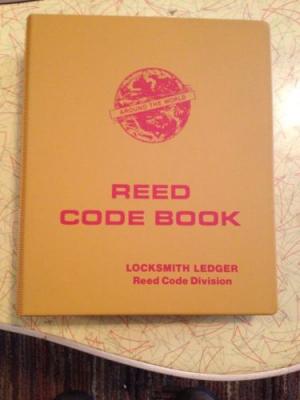 AROUND THE WORLD
REED
CODE BOOK
LOCKSMITH LEDGER
Reed Code Division